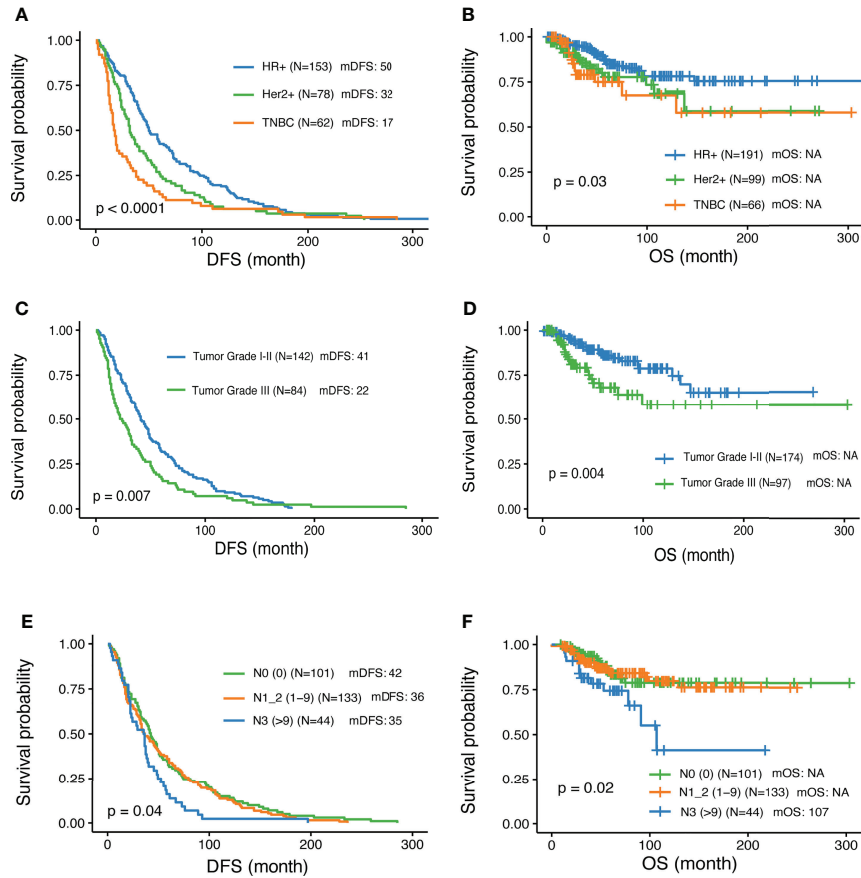 A
Survival probability
1.00
0.75
0.50
0.25
0.00
HR+ (N=153) mDFS: 50
Her2+ (N=78) mDFS: 32
TNBC (N=62) mDFS: 17
p < 0.0001
0 100 200 300
DFS (month)
B
Survival probability
1.00
0.75
0.50
0.25
0.00
HR+ (N=191) mOS: NA
Her2+ (N=99) mOS: NA
TNBC (N=66) mOS: NA
p = 0.03
0 100 200 300
OS (month)
C
Survival probability
1.00
0.75
0.50
0.25
0.00
Tumor Grade I-II (N=142) mDFS: 41
Tumor Grade III (N=84) mDFS: 22
p = 0.007
0 100 200 300
DFS (month)
D
Survival probability
1.00
0.75
0.50
0.25
0.00
p = 0.004
Tumor Grade I-II (N=174) mOS: NA
Tumor Grade III (N=97) mOS: NA
0 100 200 300
OS (month)
E
Survival probability
1.00
0.75
0.50
0.25
0.00
N0 (0) (N=101) mDFS: 42
N1_2 (1−9) (N=133) mDFS: 36
N3 (>9) (N=44) mDFS: 35
p = 0.04
0 100 200 300
DFS (month)
F
Survival probability
1.00
0.75
0.50
0.25
0.00
p = 0.02
N0 (0) (N=101) mOS: NA
N1_2 (1−9) (N=133) mOS: NA
N3 (>9) (N=44) mOS: 107
0 100 200 300
OS (month)